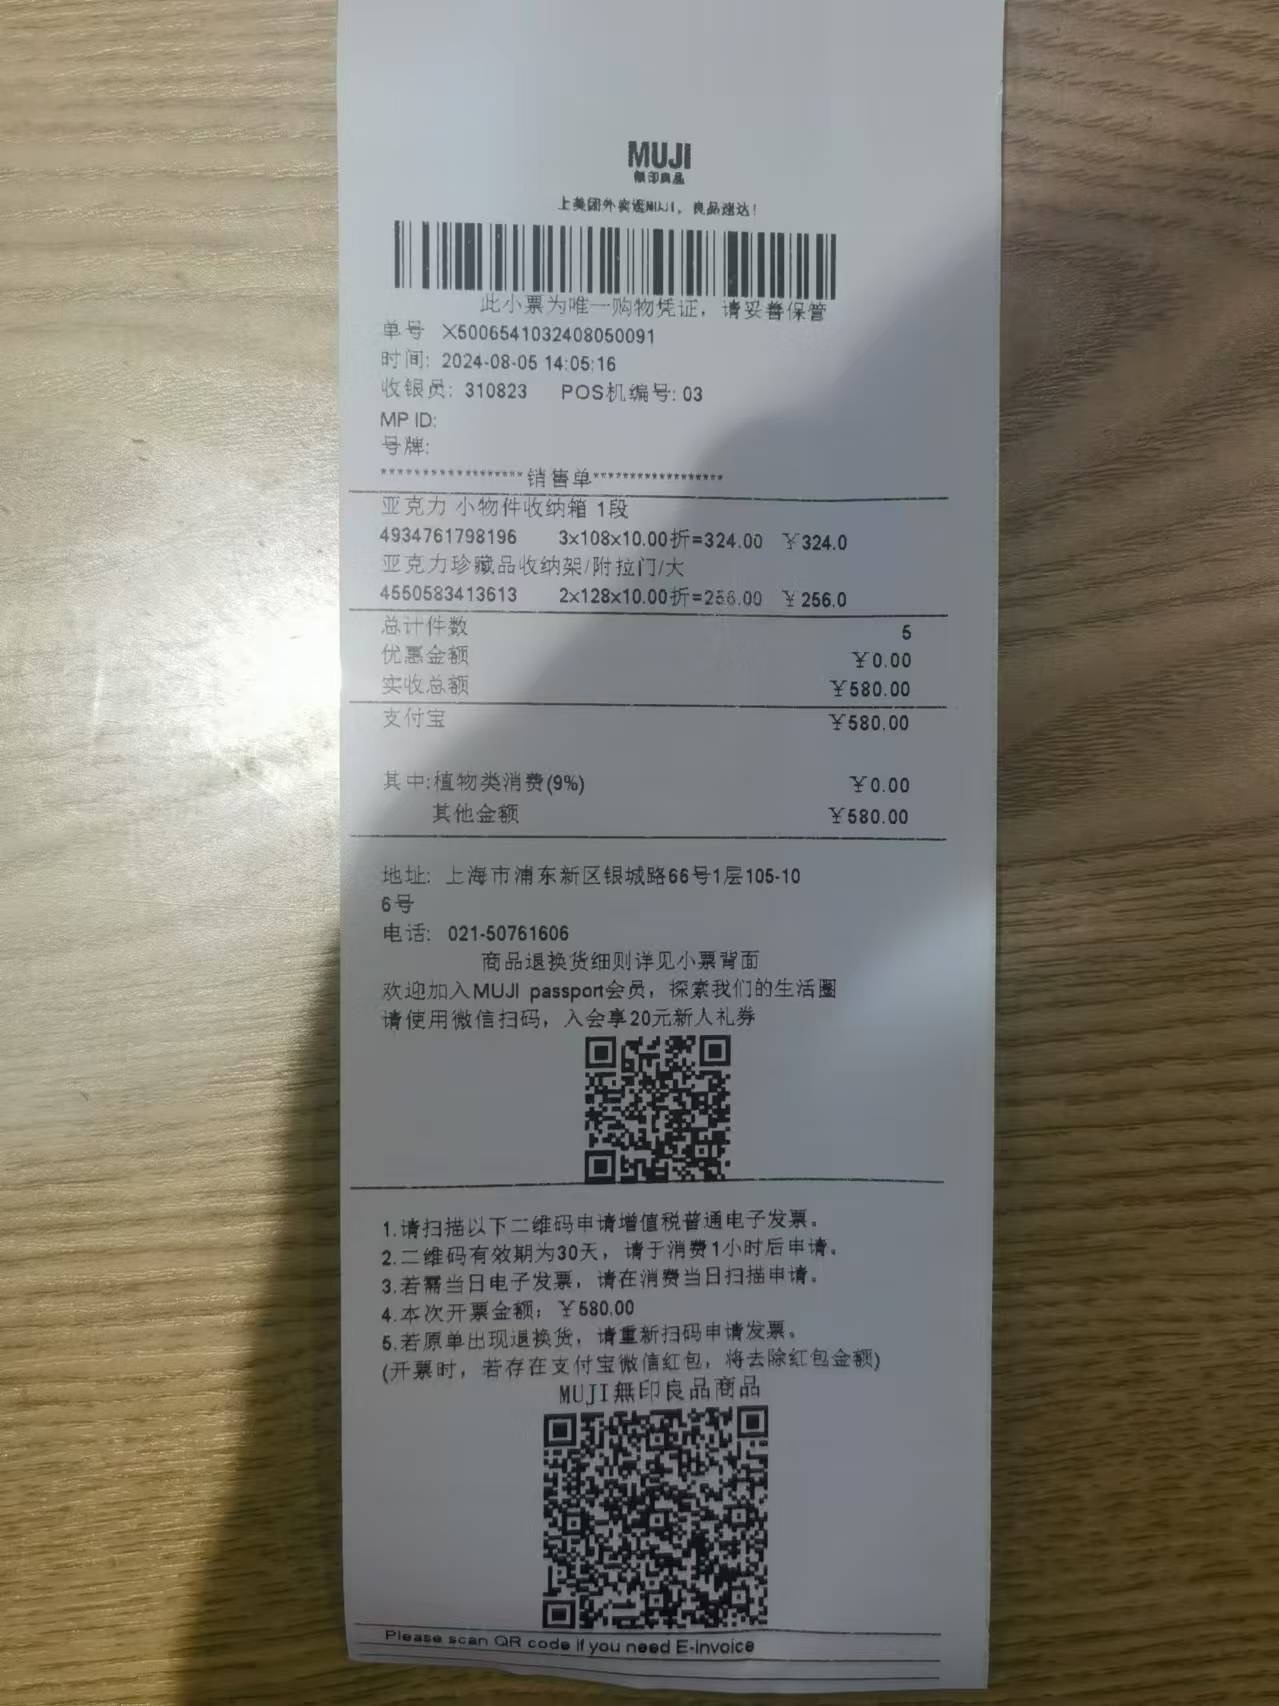 MUJI
無印良品
上美团外卖逛MUJI，良品速达！
此小票为唯一购物凭证，请妥善保管
单号 X5006541032408050091
时间: 2024-08-05 14:05:16
收银员: 310823 POS机编号: 03
MP ID:
号牌:
******************销售单******************
亚克力 小物件收纳箱 1段
4934761798196 3x108x10.00折=324.00 ￥324.0
亚克力珍藏品收纳架/附拉门/大
4550583413613 2x128x10.00折=256.00 ￥256.0
总计件数 5
优惠金额 ￥0.00
实收总额 ￥580.00
支付宝 ￥580.00
其中:植物类消费(9%) ￥0.00
其他金额 ￥580.00
地址: 上海市浦东新区银城路66号1层105-10
6号
电话: 021-50761606
商品退换货细则详见小票背面
欢迎加入MUJI passport会员，探索我们的生活圈
请使用微信扫码，入会享20元新人礼券
1.请扫描以下二维码申请增值税普通电子发票。
2.二维码有效期为30天，请于消费1小时后申请。
3.若需当日电子发票，请在消费当日扫描申请。
4.本次开票金额：￥580.00
5.若原单出现退换货，请重新扫码申请发票。
(开票时，若存在支付宝微信红包，将去除红包金额)
MUJI無印良品商品
Please scan QR code if you need E-invoice